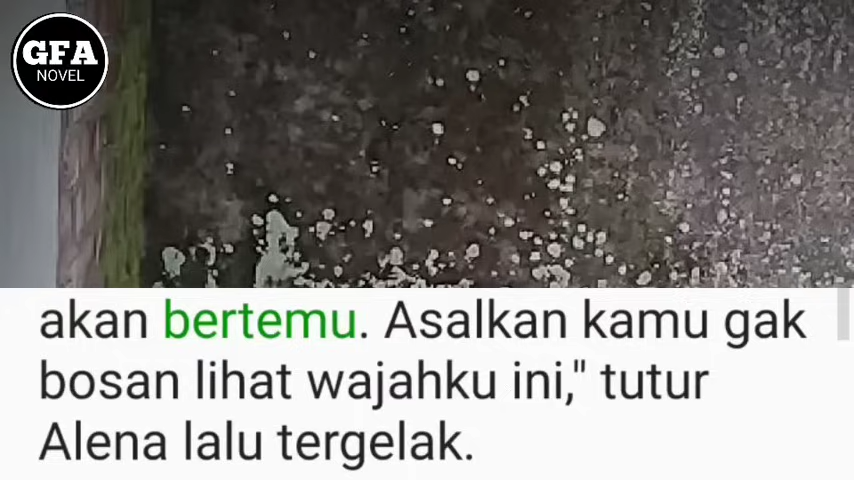 GFA
NOVEL
akan bertemu. Asalkan kamu gak
bosan lihat wajahku ini," tutur
Alena lalu tergelak.